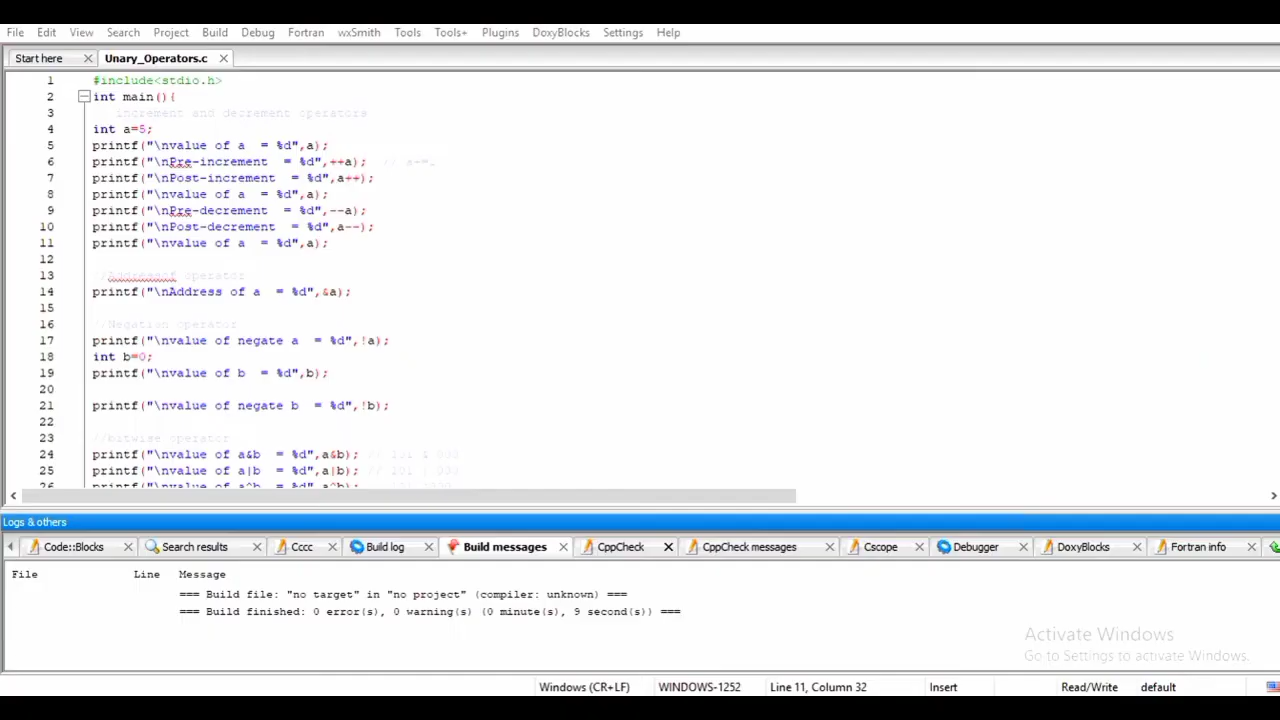 File Edit View Search Project Build Debug Fortran wxSmith Tools Tools+ Plugins DoxyBlocks Settings Help
Start here Unary_Operators.c
1 #include<stdio.h>
2 int main(){
3 increment and decrement operators
4 int a=5;
5 printf("\nvalue of a  = %d",a);
6 printf("\nPre-increment  = %d",++a); //
7 printf("\nPost-increment  = %d",a++);
8 printf("\nvalue of a  = %d",a);
9 printf("\nPre-decrement  = %d",--a);
10 printf("\nPost-decrement  = %d",a--);
11 printf("\nvalue of a  = %d",a);
12
13 //Addressof operator
14 printf("\nAddress of a  = %d",&a);
15
16 //Negation operator
17 printf("\nvalue of negate a  = %d",!a);
18 int b=0;
19 printf("\nvalue of b  = %d",b);
20
21 printf("\nvalue of negate b  = %d",!b);
22
23 //bitwise operator
24 printf("\nvalue of a&b  = %d",a&b); // 101 & 000
25 printf("\nvalue of a|b  = %d",a|b); // 101 | 000
26 printf("\nvalue of a^b  = %d",a^b);
Logs & others
Code::Blocks Search results Cccc Build log Build messages CppCheck CppCheck messages Cscope Debugger DoxyBlocks Fortran info
File Line Message
=== Build file: "no target" in "no project" (compiler: unknown) ===
=== Build finished: 0 error(s), 0 warning(s) (0 minute(s), 9 second(s)) ===
Activate Windows
Go to Settings to activate Windows.
Windows (CR+LF) WINDOWS-1252 Line 11, Column 32 Insert Read/Write default